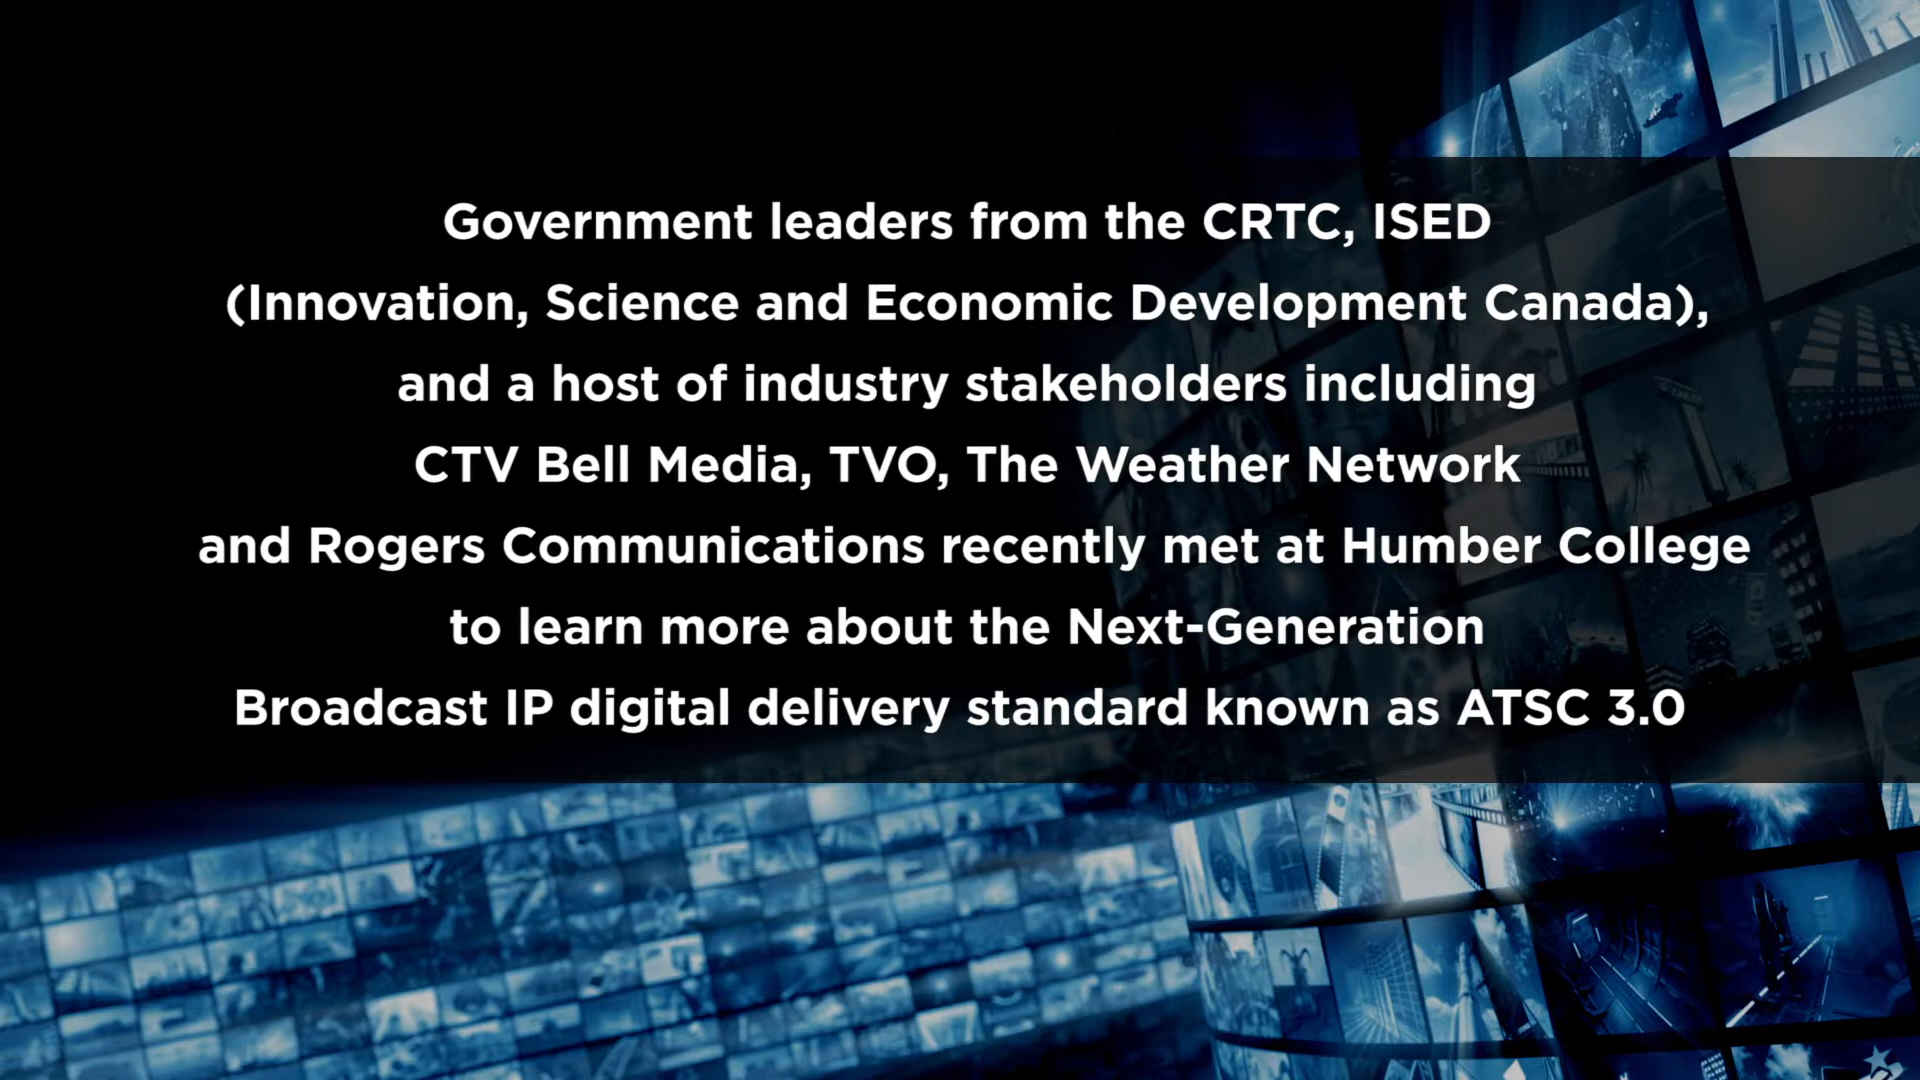 Government leaders from the CRTC, ISED
(Innovation, Science and Economic Development Canada),
and a host of industry stakeholders including
CTV Bell Media, TVO, The Weather Network
and Rogers Communications recently met at Humber College
to learn more about the Next-Generation
Broadcast IP digital delivery standard known as ATSC 3.0